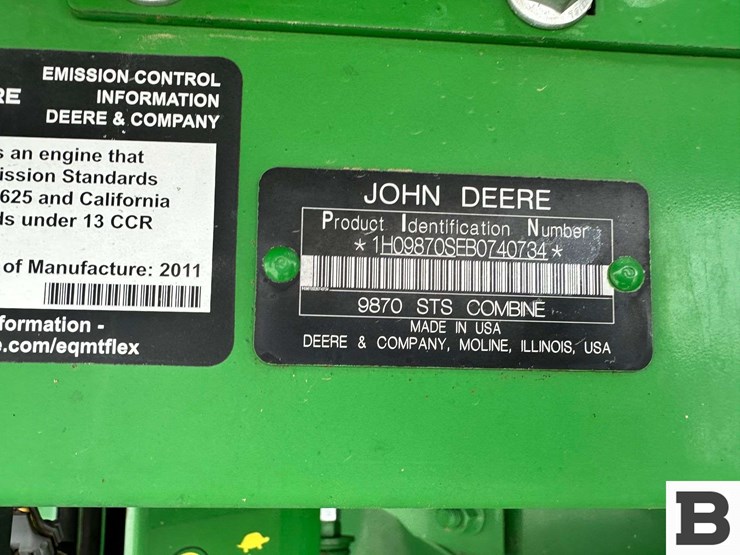 RE
EMISSION CONTROL
INFORMATION
DEERE & COMPANY
s an engine that
ission Standards
625 and California
ds under 13 CCR
of Manufacture: 2011
formation -
e.com/eqmtflex
JOHN DEERE
Product Identification Number
*1H09870SEB0740734*
9870 STS COMBINE
MADE IN USA
DEERE & COMPANY, MOLINE, ILLINOIS, USA
B